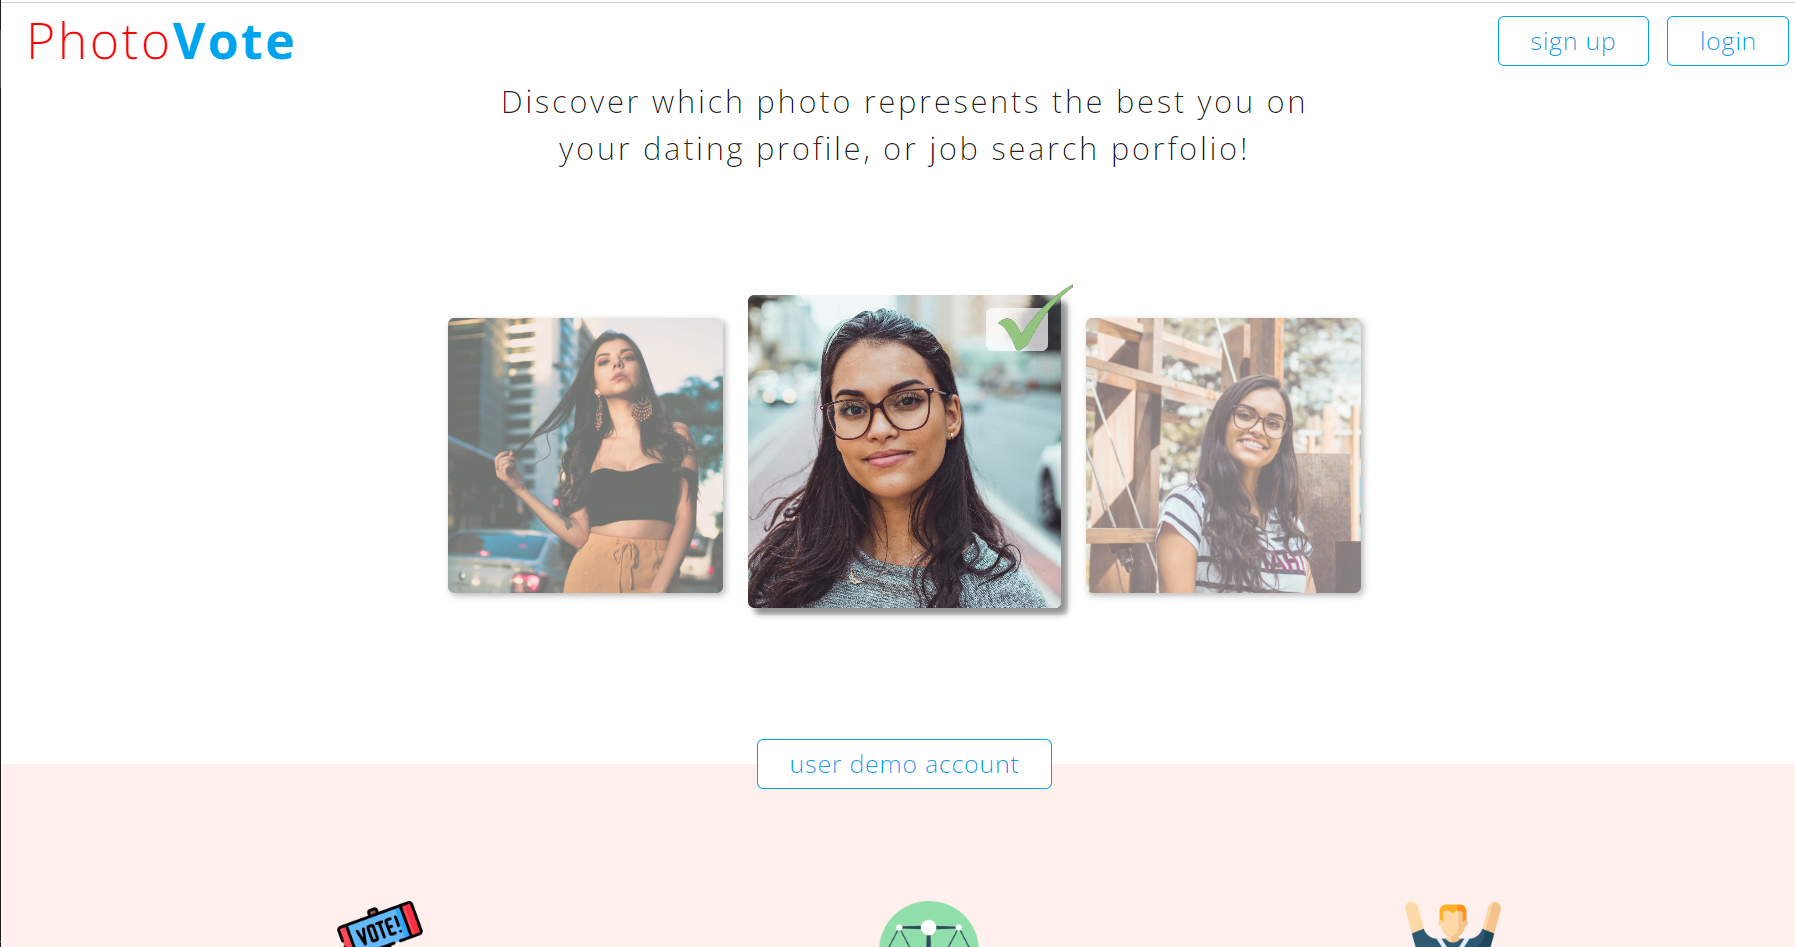 PhotoVote
sign up
login
Discover which photo represents the best you on
your dating profile, or job search porfolio!
user demo account
VOTE!